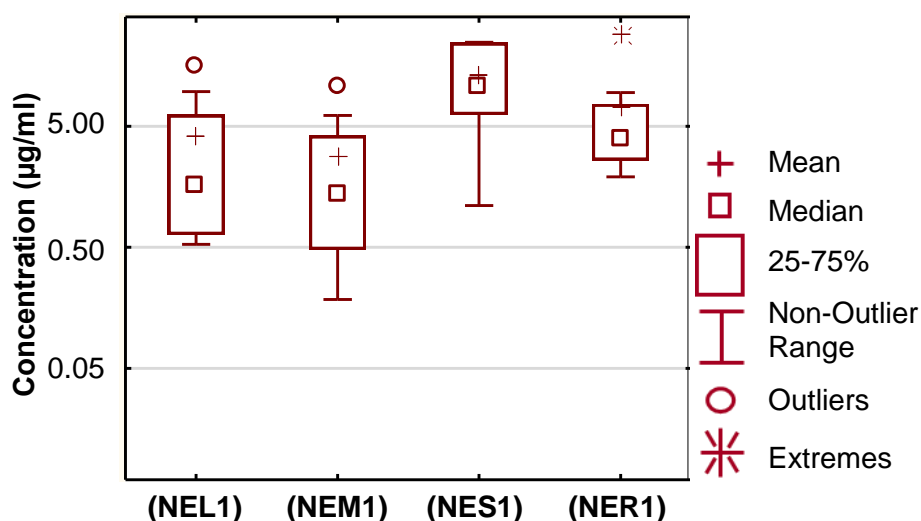 Concentration (µg/ml)
5.00
0.50
0.05
(NEL1)
(NEM1)
(NES1)
(NER1)
Mean
Median
25-75%
Non-Outlier
Range
Outliers
Extremes